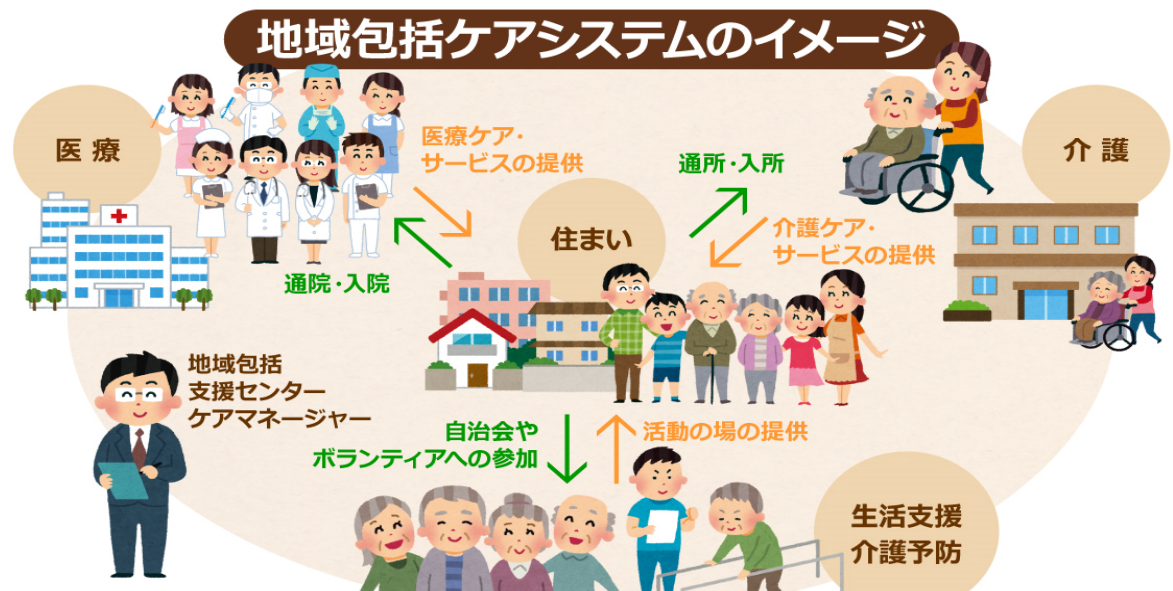 地域包括ケアシステムのイメージ
医療
医療ケア・
サービスの提供
通院・入院
住まい
通所・入所
介護ケア・
サービスの提供
介護
地域包括
支援センター
ケアマネージャー
自治会や
ボランティアへの参加
活動の場の提供
生活支援
介護予防